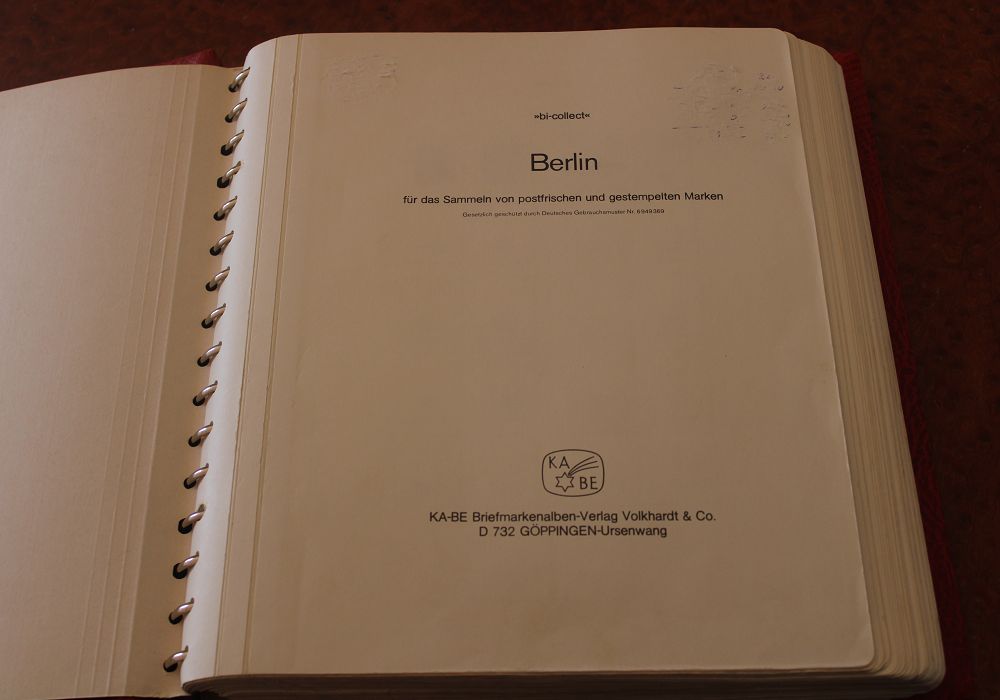 »bi-collect«
Berlin
für das Sammeln von postfrischen und gestempelten Marken
Gesetzlich geschützt durch Deutsches Gebrauchsmuster Nr. 6949369
KA
BE
KA-BE Briefmarkenalben-Verlag Volkhardt & Co.
D 732 GÖPPINGEN-Ursenwang